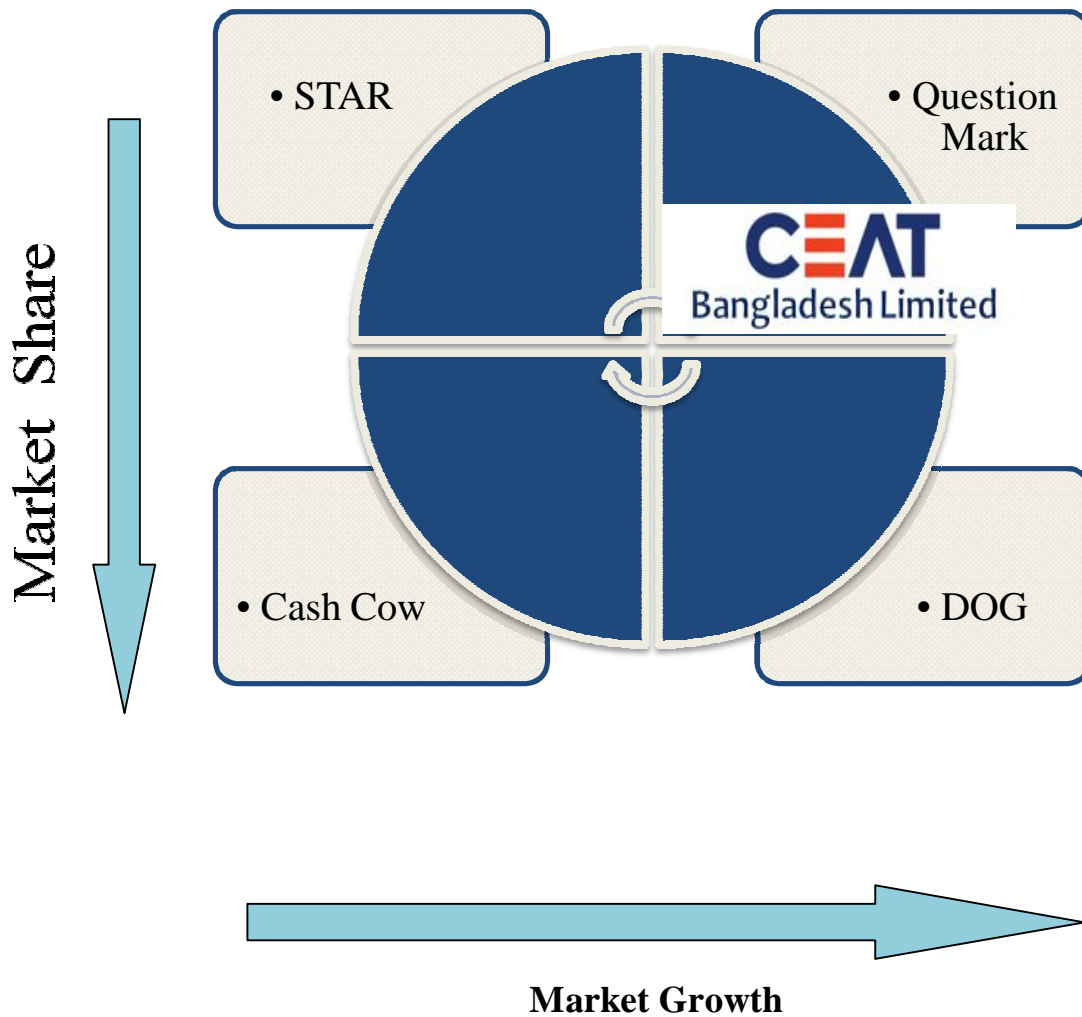 • STAR
• Question
Mark
CEAT
Bangladesh Limited
Market Share
• Cash Cow
• DOG
Market Growth